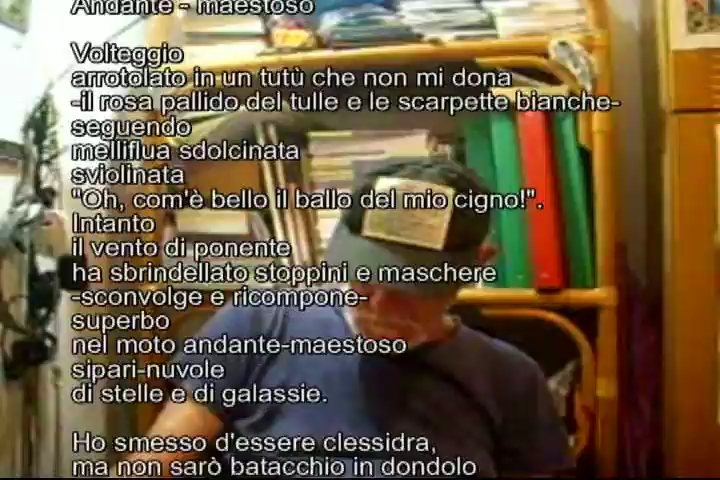 Andante - maestoso
Volteggio
arrotolato in un tutù che non mi dona
-il rosa pallido del tulle e le scarpette bianche-
seguendo
melliflua sdolcinata
sviolinata
"Oh, com'è bello il ballo del mio cigno!".
Intanto
il vento di ponente
ha sbrindellato stoppini e maschere
-sconvolge e ricompone-
superbo
nel moto andante-maestoso
sipari-nuvole
di stelle e di galassie.
Ho smesso d'essere clessidra,
ma non sarò batacchio in dondolo